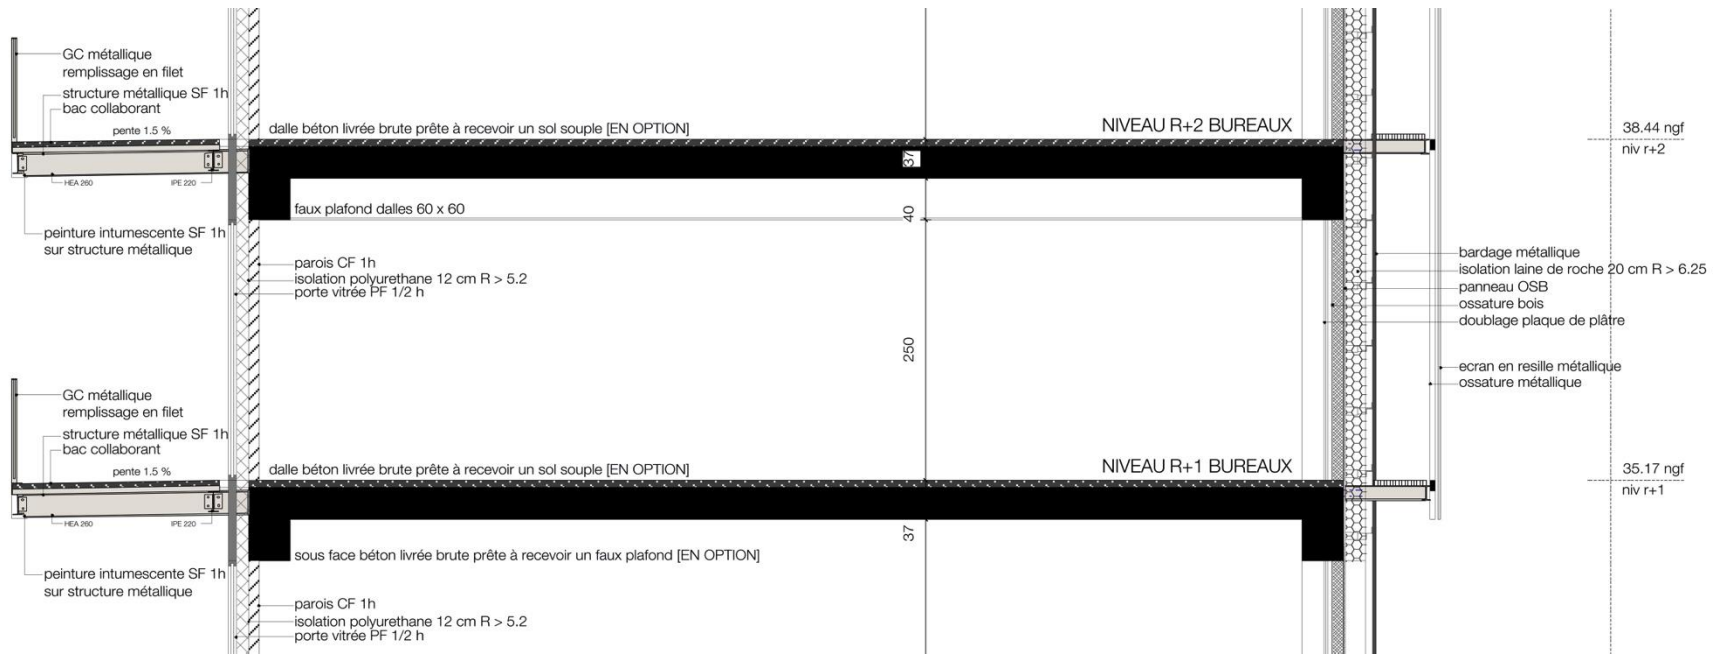 GC métallique
remplissage en filet
structure métallique SF 1h
bac collaborant
pente 1.5 %
dalle béton livrée brute prête à recevoir un sol souple [EN OPTION]
NIVEAU R+2 BUREAUX
38.44 ngf
niv r+2
37
HEA 260
IPE 220
faux plafond dalles 60 x 60
40
peinture intumescente SF 1h
sur structure métallique
parois CF 1h
isolation polyurethane 12 cm R > 5.2
porte vitrée PF 1/2 h
bardage métallique
isolation laine de roche 20 cm R > 6.25
panneau OSB
ossature bois
doublage plaque de plâtre
250
ecran en resille métallique
ossature métallique
GC métallique
remplissage en filet
structure métallique SF 1h
bac collaborant
pente 1.5 %
dalle béton livrée brute prête à recevoir un sol souple [EN OPTION]
NIVEAU R+1 BUREAUX
35.17 ngf
niv r+1
HEA 260
IPE 220
37
sous face béton livrée brute prête à recevoir un faux plafond [EN OPTION]
peinture intumescente SF 1h
sur structure métallique
parois CF 1h
isolation polyurethane 12 cm R > 5.2
porte vitrée PF 1/2 h